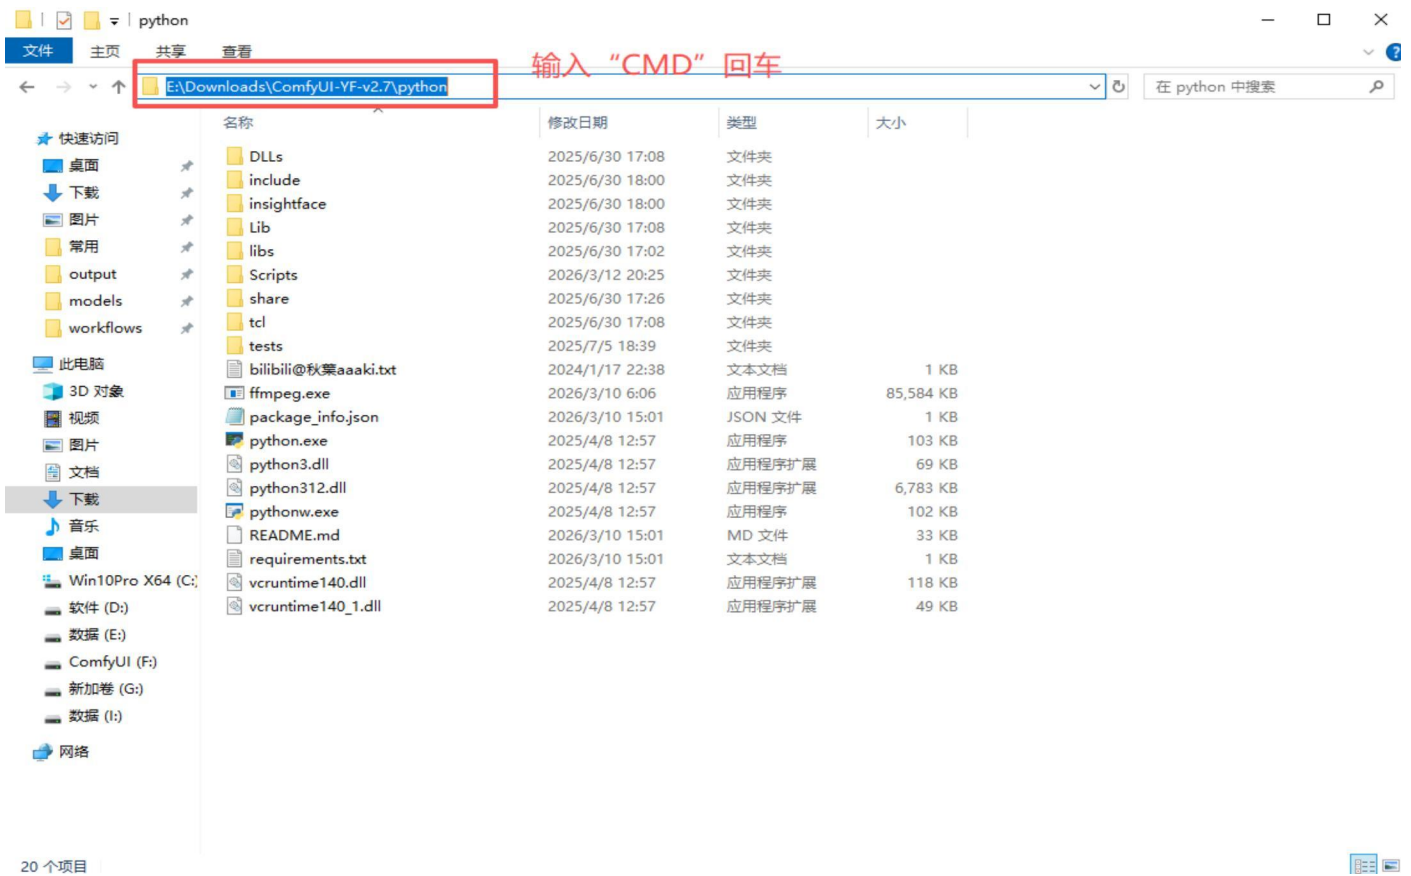 python
文件 主页 共享 查看
输入 “CMD” 回车
E:\Downloads\ComfyUI-YF-v2.7\python
在 python 中搜索
名称 修改日期 类型 大小
快速访问
桌面
下载
图片
常用
output
models
workflows
此电脑
3D 对象
视频
图片
文档
下载
音乐
桌面
Win10Pro X64 (C:)
软件 (D:)
数据 (E:)
ComfyUI (F:)
新加卷 (G:)
数据 (I:)
网络
DLLs 2025/6/30 17:08 文件夹
include 2025/6/30 18:00 文件夹
insightface 2025/6/30 18:00 文件夹
Lib 2025/6/30 17:08 文件夹
libs 2025/6/30 17:02 文件夹
Scripts 2026/3/12 20:25 文件夹
share 2025/6/30 17:26 文件夹
tcl 2025/6/30 17:08 文件夹
tests 2025/7/5 18:39 文件夹
bilibili@秋葉aaaki.txt 2024/1/17 22:38 文本文档 1 KB
ffmpeg.exe 2026/3/10 6:06 应用程序 85,584 KB
package_info.json 2026/3/10 15:01 JSON 文件 1 KB
python.exe 2025/4/8 12:57 应用程序 103 KB
python3.dll 2025/4/8 12:57 应用程序扩展 69 KB
python312.dll 2025/4/8 12:57 应用程序扩展 6,783 KB
pythonw.exe 2025/4/8 12:57 应用程序 102 KB
README.md 2026/3/10 15:01 MD 文件 33 KB
requirements.txt 2026/3/10 15:01 文本文档 1 KB
vcruntime140.dll 2025/4/8 12:57 应用程序扩展 118 KB
vcruntime140_1.dll 2025/4/8 12:57 应用程序扩展 49 KB
20 个项目